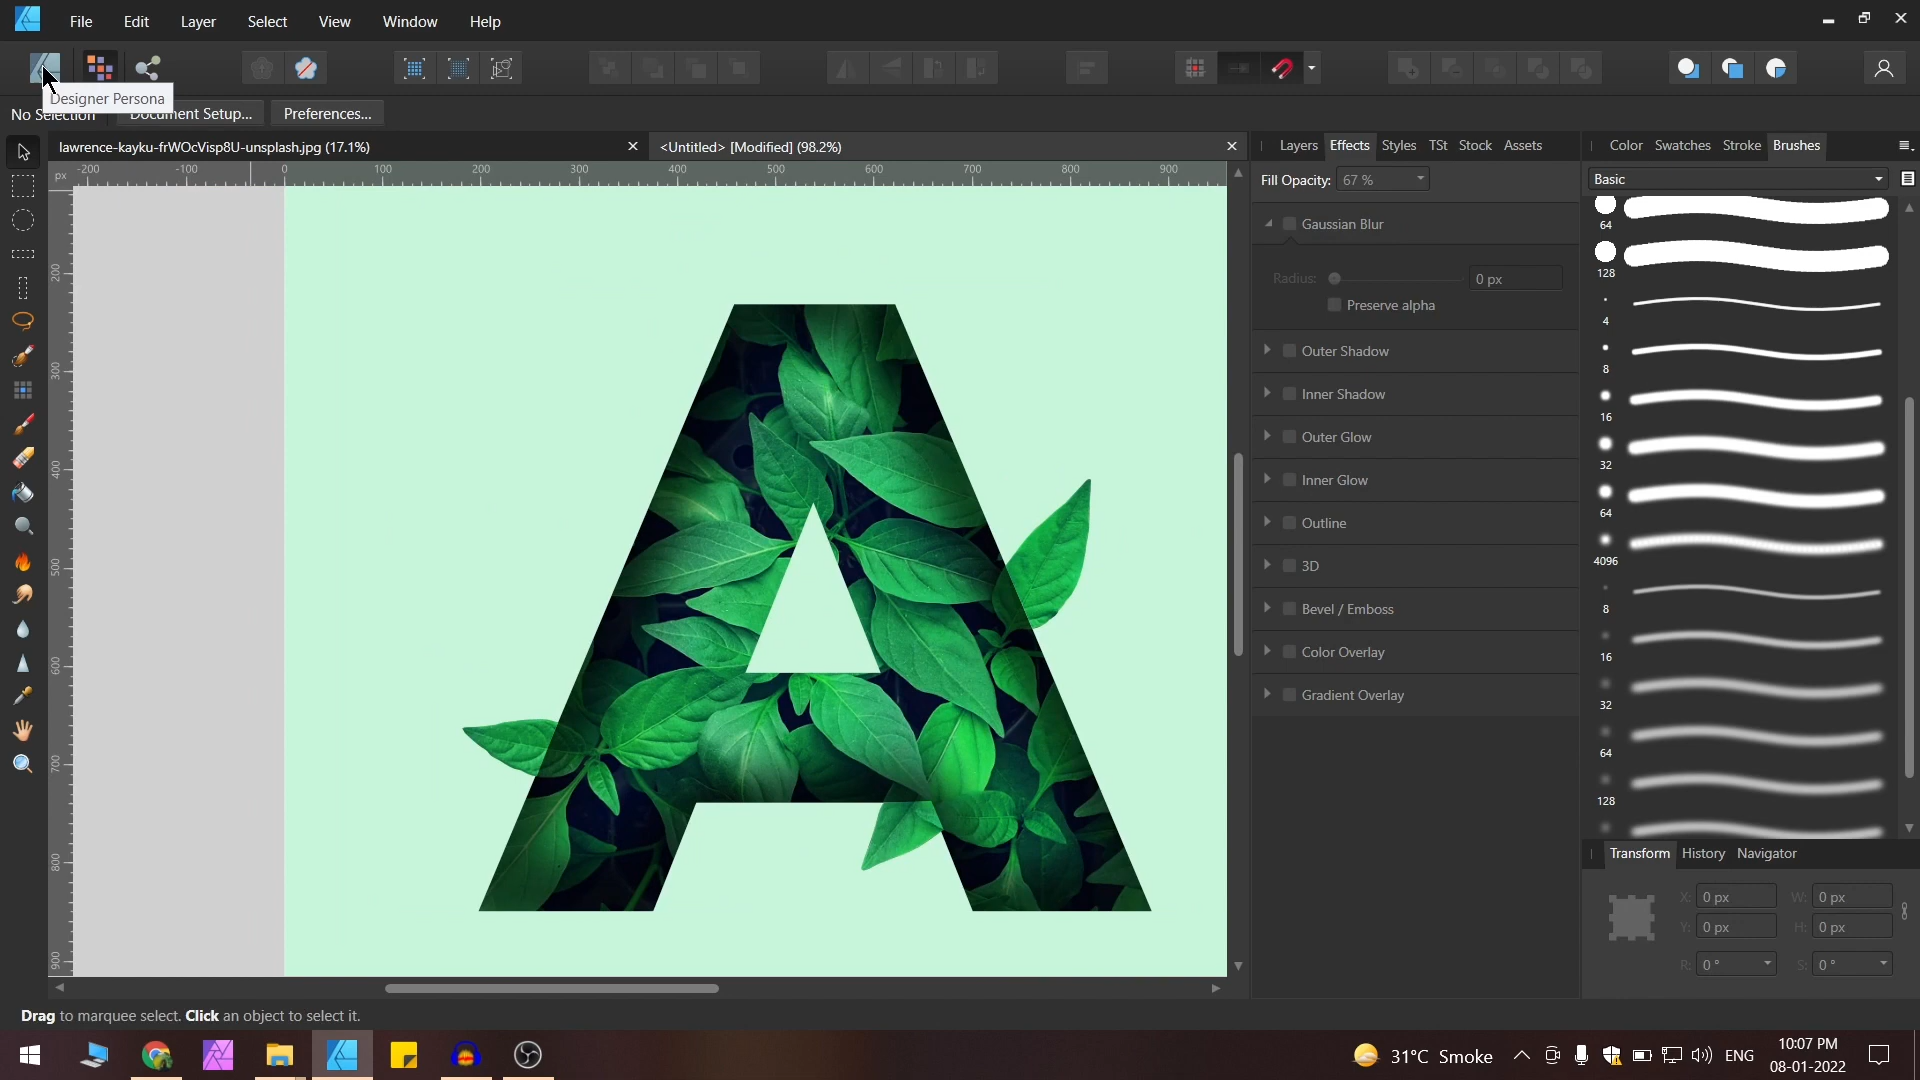 File Edit Layer Select View Window Help
Designer Persona
No Selection Document Setup... Preferences...
lawrence-kayku-frWOcVisp8U-unsplash.jpg (17.1%) <Untitled> [Modified] (98.2%)
px -200 -100 0 100 200 300 400 500 600 700 800 900
200
300
400
500
600
700
800
900
Layers Effects Styles TSt Stock Assets
Fill Opacity: 67 %
Gaussian Blur
Radius: 0 px
Preserve alpha
Outer Shadow
Inner Shadow
Outer Glow
Inner Glow
Outline
3D
Bevel / Emboss
Color Overlay
Gradient Overlay
Color Swatches Stroke Brushes
Basic
64
128
4
8
16
32
64
4096
8
16
32
64
128
Transform History Navigator
X: 0 px W: 0 px
Y: 0 px H: 0 px
R: 0 ° S: 0 °
A
Drag to marquee select. Click an object to select it.
31°C Smoke ENG 10:07 PM
08-01-2022